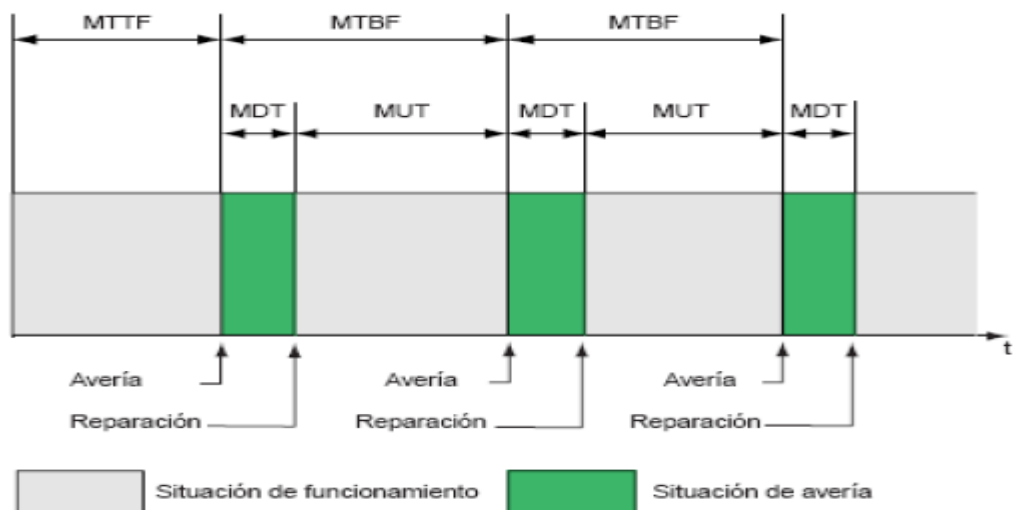 MTTF MTBF MTBF
MDT MUT MDT MUT MDT
t
Avería Avería Avería
Reparación Reparación Reparación
Situación de funcionamiento Situación de avería